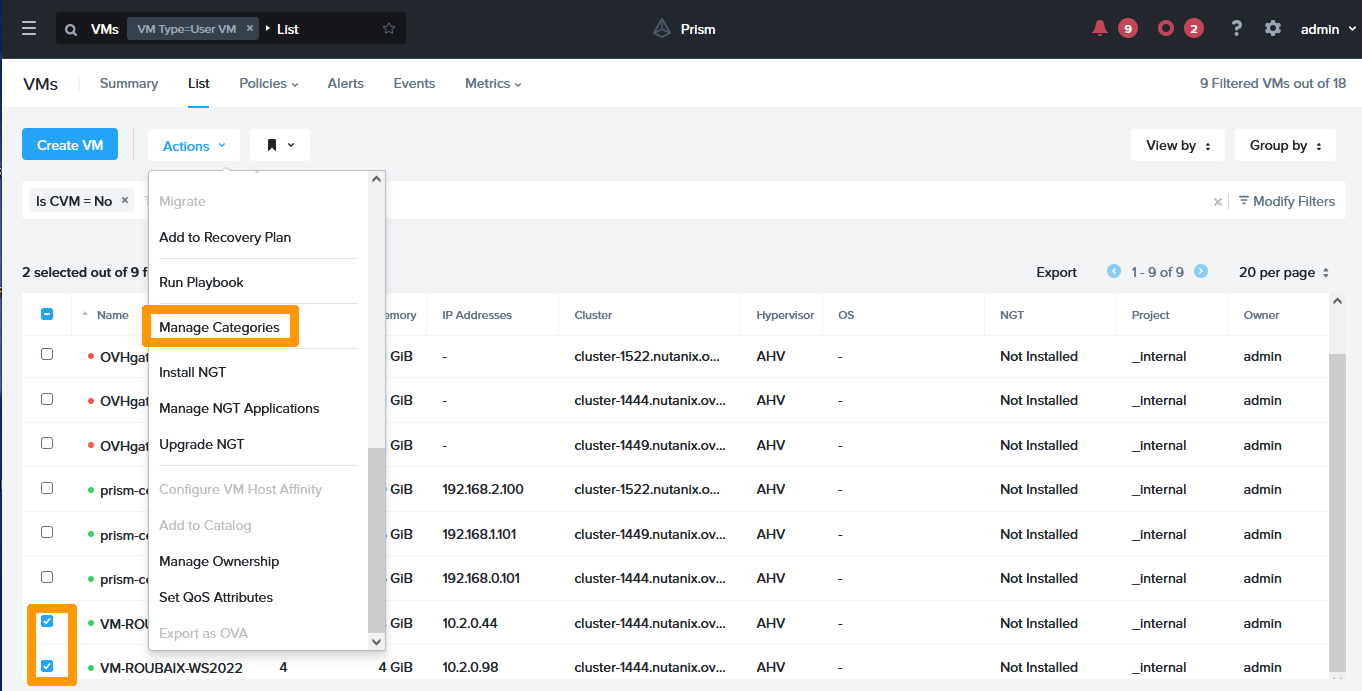 VMs VM Type=User VM × List Prism 9 2 ? admin
VMs Summary List Policies Alerts Events Metrics 9 Filtered VMs out of 18
Create VM Actions View by Group by
Is CVM = No × × Modify Filters
Migrate
Add to Recovery Plan
Run Playbook
Manage Categories
Install NGT
Manage NGT Applications
Upgrade NGT
Configure VM Host Affinity
Add to Catalog
Manage Ownership
Set QoS Attributes
Export as OVA
2 selected out of 9 Export 1 - 9 of 9 20 per page
Name IP Addresses Cluster Hypervisor OS NGT Project Owner
OVHgat GiB - cluster-1522.nutanix.o... AHV - Not Installed _internal admin
OVHgat GiB - cluster-1444.nutanix.ov... AHV - Not Installed _internal admin
OVHgat GiB - cluster-1449.nutanix.ov... AHV - Not Installed _internal admin
prism-ce GiB 192.168.2.100 cluster-1522.nutanix.o... AHV - Not Installed _internal admin
prism-ce GiB 192.168.1.101 cluster-1449.nutanix.ov... AHV - Not Installed _internal admin
prism-ce GiB 192.168.0.101 cluster-1444.nutanix.ov... AHV - Not Installed _internal admin
VM-ROU GiB 10.2.0.44 cluster-1444.nutanix.ov... AHV - Not Installed _internal admin
VM-ROUBAIX-WS2022 4 4 GiB 10.2.0.98 cluster-1444.nutanix.ov... AHV - Not Installed _internal admin